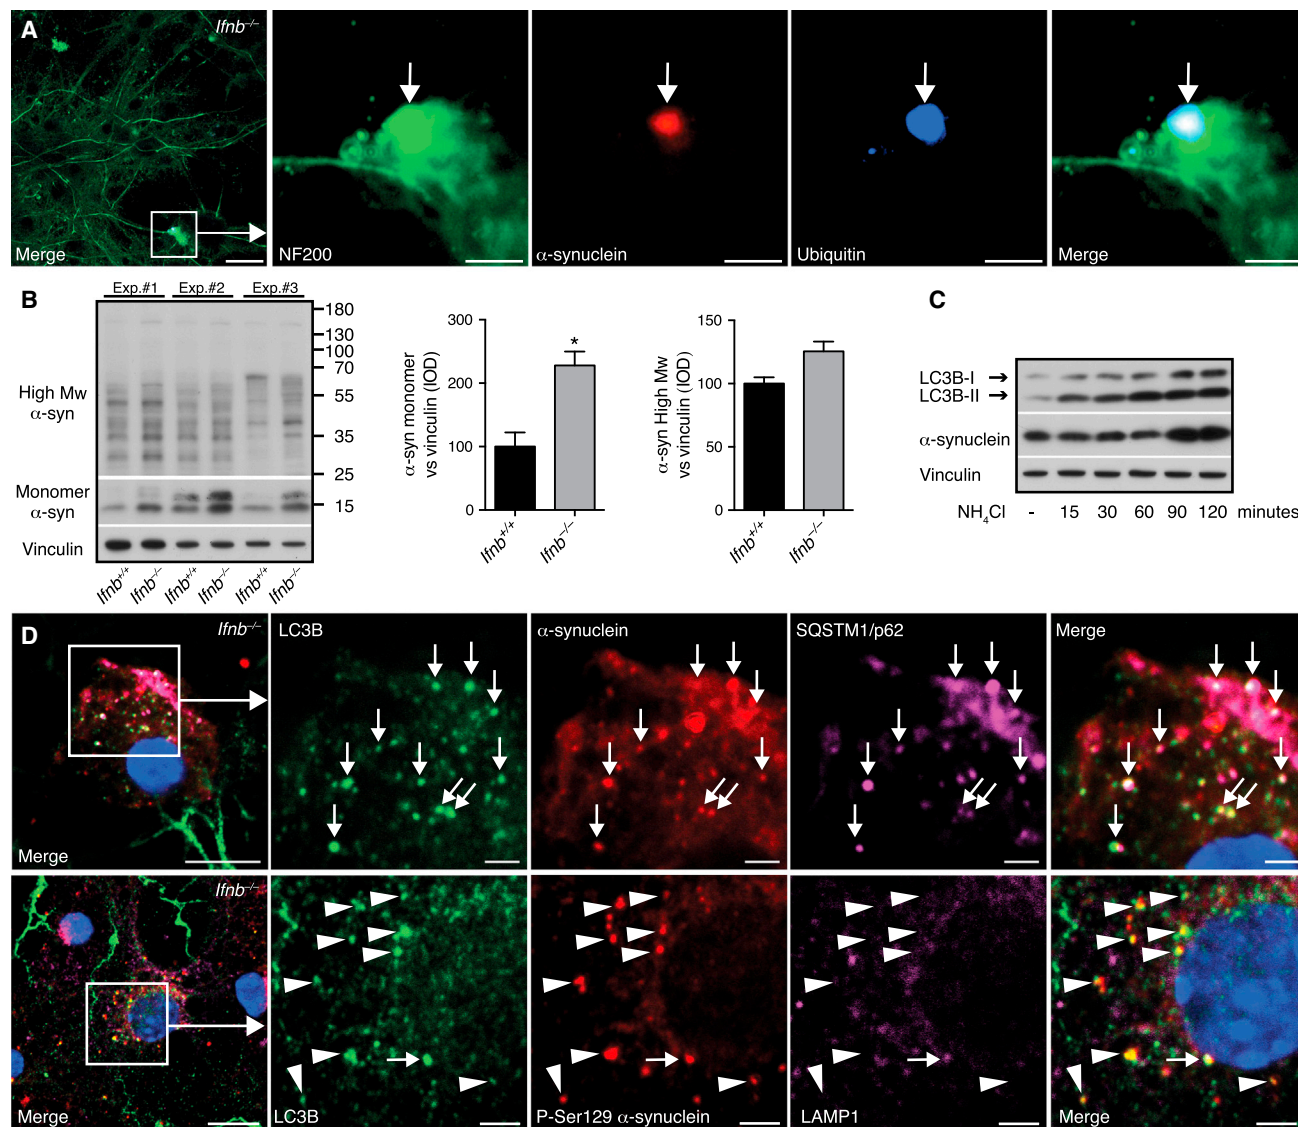 A
Ifnb–/–
Merge
NF200
α-synuclein
Ubiquitin
Merge
B
Exp.#1 Exp.#2 Exp.#3
180
130
100
70
55
35
25
15
High Mw
α-syn
Monomer
α-syn
Vinculin
Ifnb+/+
Ifnb–/–
Ifnb+/+
Ifnb–/–
Ifnb+/+
Ifnb–/–
α-syn monomer
vs vinculin (IOD)
300
200
100
0
*
Ifnb+/+
Ifnb–/–
α-syn High Mw
vs vinculin (IOD)
150
100
50
0
Ifnb+/+
Ifnb–/–
C
LC3B-I
LC3B-II
α-synuclein
Vinculin
NH4Cl - 15 30 60 90 120 minutes
D
Ifnb–/–
Merge
LC3B
α-synuclein
SQSTM1/p62
Merge
Ifnb–/–
Merge
LC3B
P-Ser129 α-synuclein
LAMP1
Merge